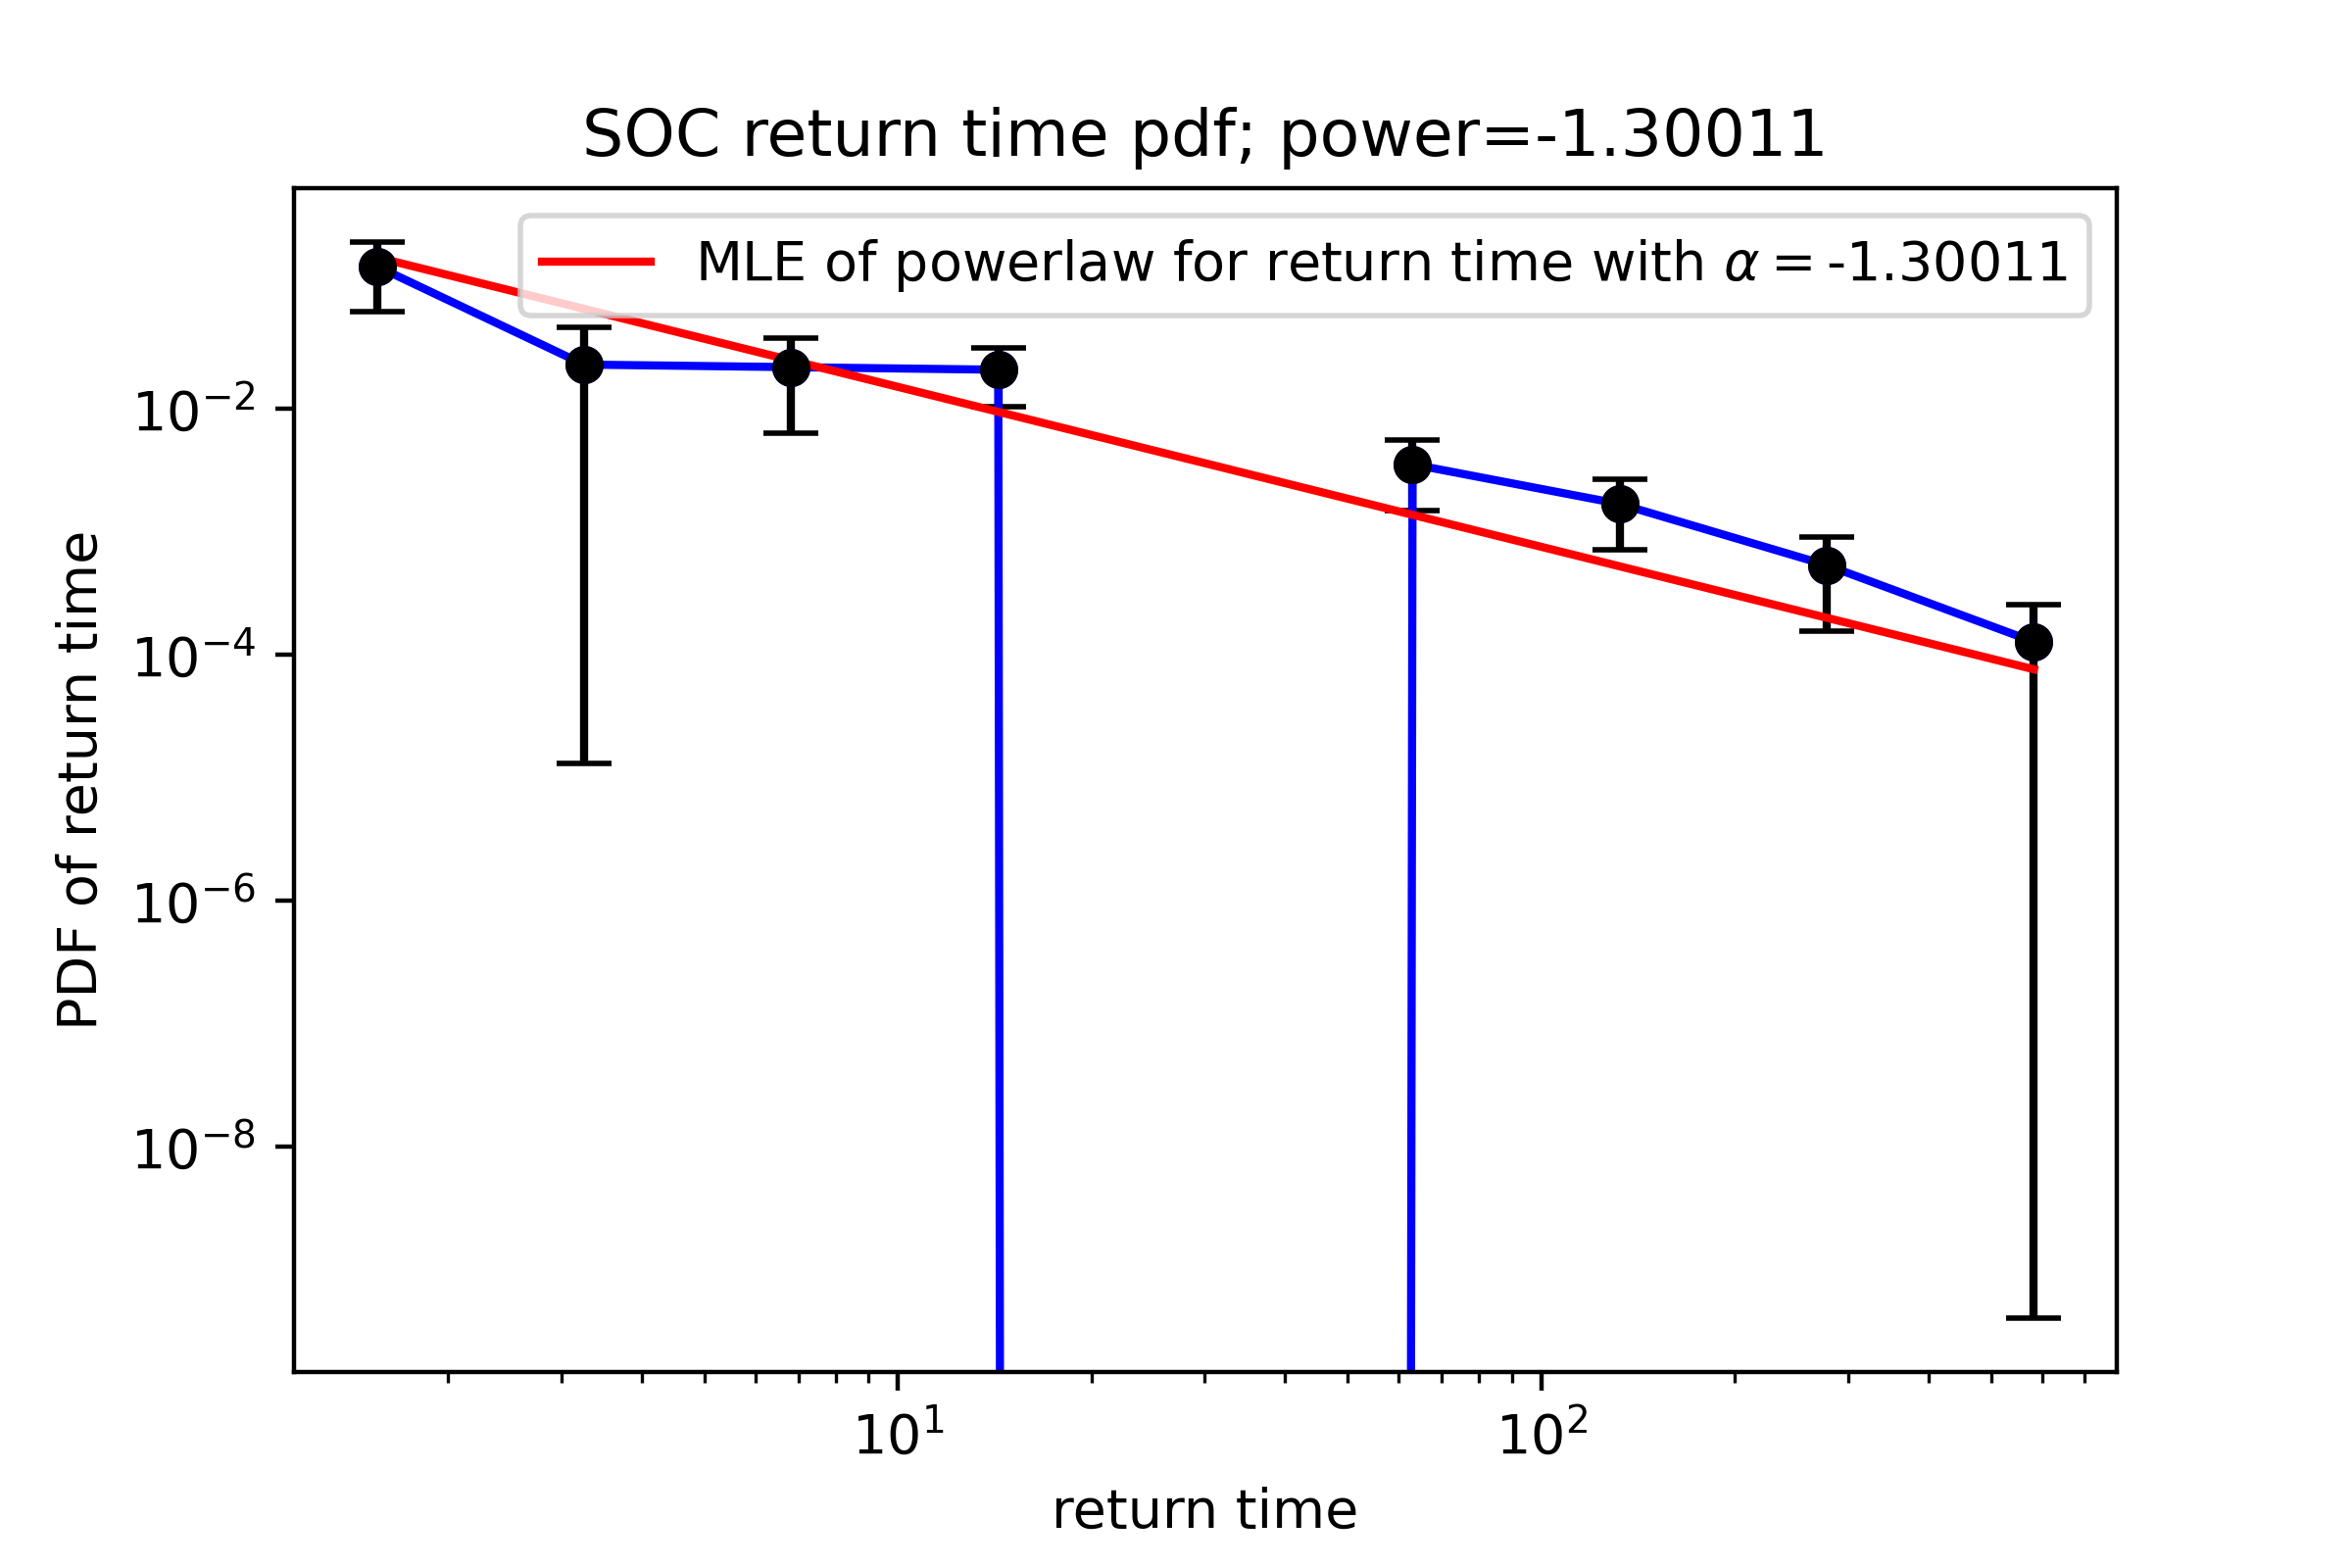 SOC return time pdf; power=-1.30011
MLE of powerlaw for return time with α = -1.30011
PDF of return time
10⁻²
10⁻⁴
10⁻⁶
10⁻⁸
10¹
10²
return time